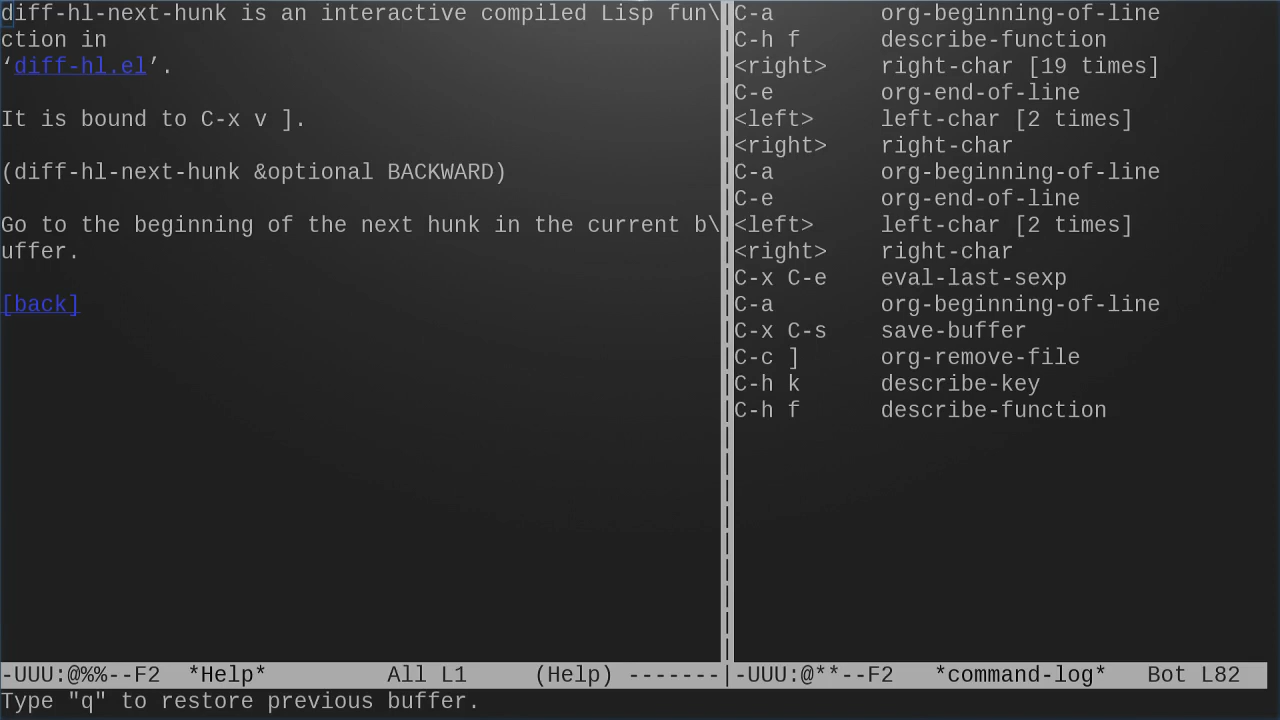 diff-hl-next-hunk is an interactive compiled Lisp fun\
ction in
‘diff-hl.el’.
It is bound to C-x v ].
(diff-hl-next-hunk &optional BACKWARD)
Go to the beginning of the next hunk in the current b\
uffer.
[back]
-UUU:@%%--F2  *Help*         All L1     (Help) -------
C-a        org-beginning-of-line
C-h f      describe-function
<right>    right-char [19 times]
C-e        org-end-of-line
<left>     left-char [2 times]
<right>    right-char
C-a        org-beginning-of-line
C-e        org-end-of-line
<left>     left-char [2 times]
<right>    right-char
C-x C-e    eval-last-sexp
C-a        org-beginning-of-line
C-x C-s    save-buffer
C-c ]      org-remove-file
C-h k      describe-key
C-h f      describe-function
-UUU:@**--F2   *command-log*   Bot L82
Type "q" to restore previous buffer.